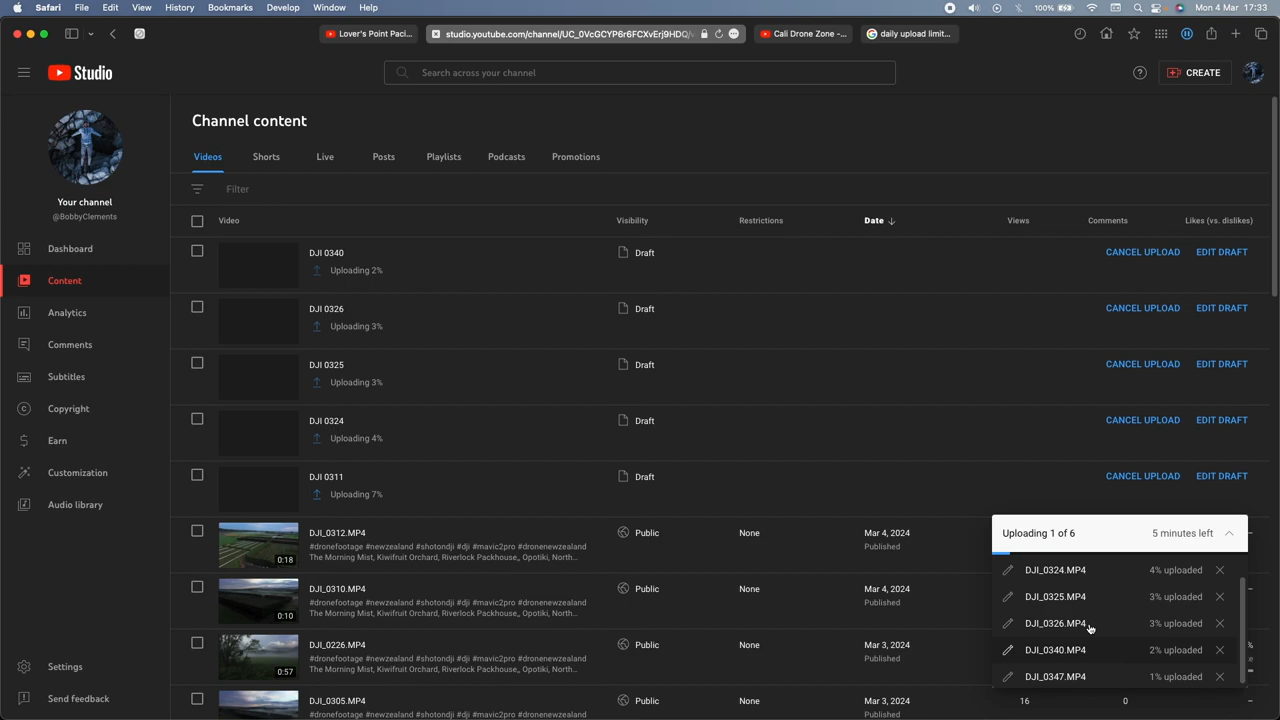 Safari File Edit View History Bookmarks Develop Window Help 100% Mon 4 Mar 17:33
Lover's Point Paci... studio.youtube.com/channel/UC_0VcGCYP6r6FCXvErj9HDQ/v Cali Drone Zone -... daily upload limit...
Studio
Search across your channel
CREATE
Channel content
Videos Shorts Live Posts Playlists Podcasts Promotions
Filter
Video Visibility Restrictions Date Views Comments Likes (vs. dislikes)
Your channel
@BobbyClements
Dashboard
Content
Analytics
Comments
Subtitles
Copyright
Earn
Customization
Audio library
Settings
Send feedback
DJI 0340 Draft CANCEL UPLOAD EDIT DRAFT
Uploading 2%
DJI 0326 Draft CANCEL UPLOAD EDIT DRAFT
Uploading 3%
DJI 0325 Draft CANCEL UPLOAD EDIT DRAFT
Uploading 3%
DJI 0324 Draft CANCEL UPLOAD EDIT DRAFT
Uploading 4%
DJI 0311 Draft CANCEL UPLOAD EDIT DRAFT
Uploading 7%
DJI_0312.MP4 Public None Mar 4, 2024
#dronefootage #newzealand #shotondji #dji #mavic2pro #dronenewzealand Published
The Morning Mist, Kiwifruit Orchard, Riverlock Packhouse,, Opotiki, North...
0:18
DJI_0310.MP4 Public None Mar 4, 2024
#dronefootage #newzealand #shotondji #dji #mavic2pro #dronenewzealand Published
The Morning Mist, Kiwifruit Orchard, Riverlock Packhouse,, Opotiki, North...
0:10
DJI_0226.MP4 Public None Mar 3, 2024
#dronefootage #newzealand #shotondji #dji #mavic2pro #dronenewzealand Published
The Morning Mist, Kiwifruit Orchard, Riverlock Packhouse,, Opotiki, North...
0:57
DJI_0305.MP4 Public None Mar 3, 2024 16 0 –
#dronefootage #newzealand #shotondji #dji #mavic2pro #dronenewzealand Published
Uploading 1 of 6 5 minutes left
DJI_0324.MP4 4% uploaded
DJI_0325.MP4 3% uploaded
DJI_0326.MP4 3% uploaded
DJI_0340.MP4 2% uploaded
DJI_0347.MP4 1% uploaded